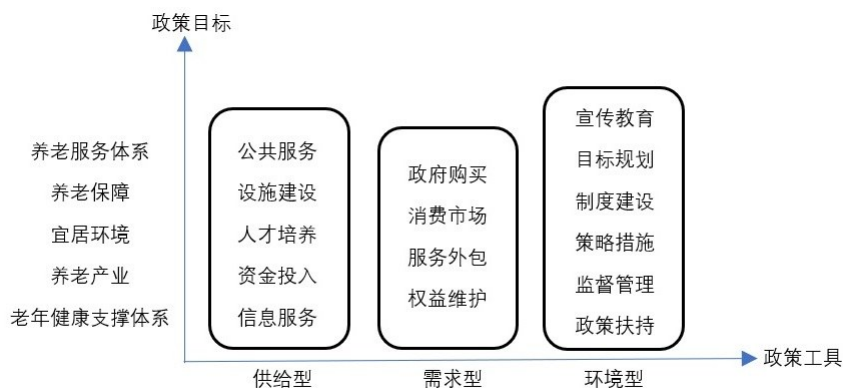 政策目标
养老服务体系
养老保障
宜居环境
养老产业
老年健康支撑体系
公共服务
设施建设
人才培养
资金投入
信息服务
政府购买
消费市场
服务外包
权益维护
宣传教育
目标规划
制度建设
策略措施
监督管理
政策扶持
供给型
需求型
环境型
政策工具